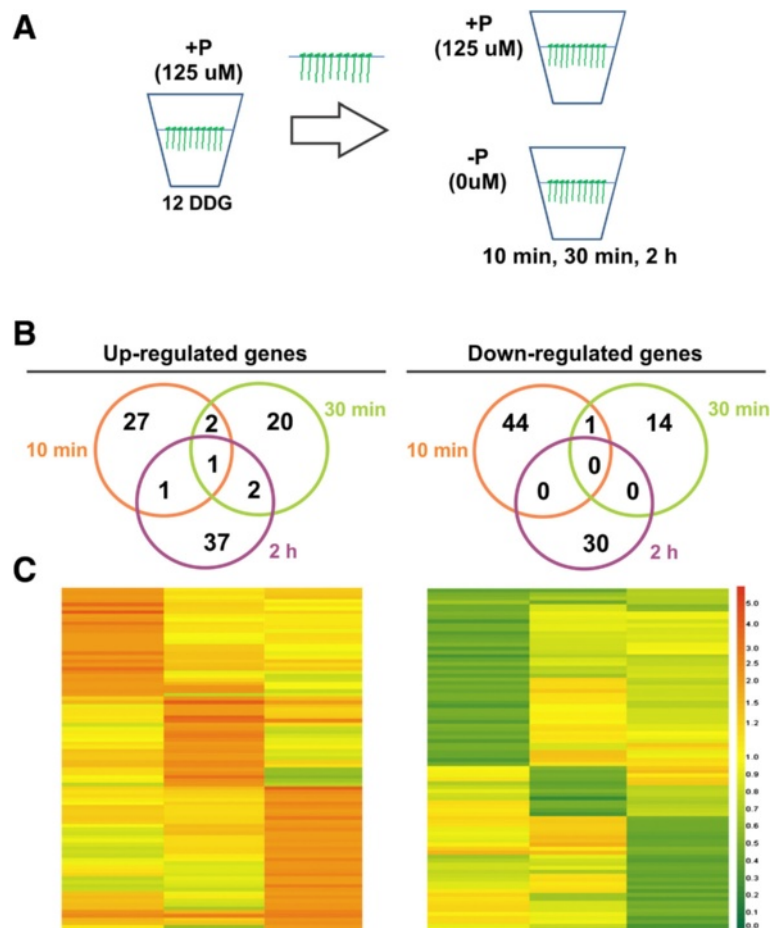 A
+P
(125 uM)
12 DDG
+P
(125 uM)
-P
(0uM)
10 min, 30 min, 2 h
B
Up-regulated genes
27
2
20
30 min
10 min
1
1
2
37
2 h
Down-regulated genes
44
1
14
30 min
10 min
0
0
0
30
2 h
C
5.0
4.0
3.0
2.5
2.0
1.5
1.2
1.0
0.9
0.8
0.7
0.6
0.5
0.4
0.3
0.2
0.1
0.0